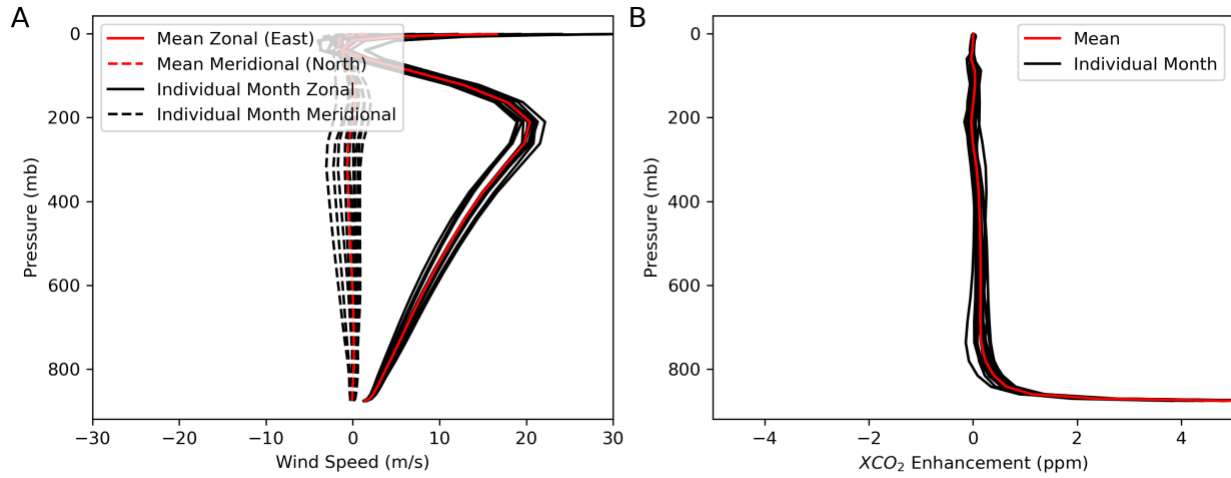 A
Mean Zonal (East)
Mean Meridional (North)
Individual Month Zonal
Individual Month Meridional
0
200
400
600
800
Pressure (mb)
−30
−20
−10
0
10
20
30
Wind Speed (m/s)
B
Mean
Individual Month
0
200
400
600
800
Pressure (mb)
−4
−2
0
2
4
XCO₂ Enhancement (ppm)